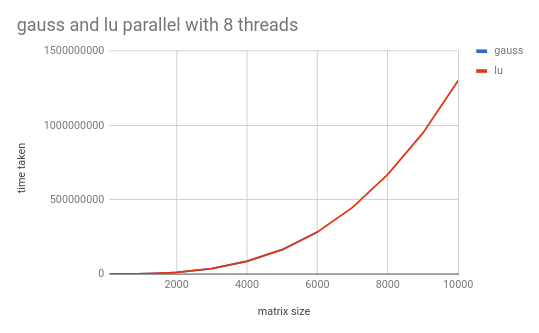 gauss and lu parallel with 8 threads
1500000000
1000000000
500000000
0
time taken
2000 4000 6000 8000 10000
matrix size
gauss
lu